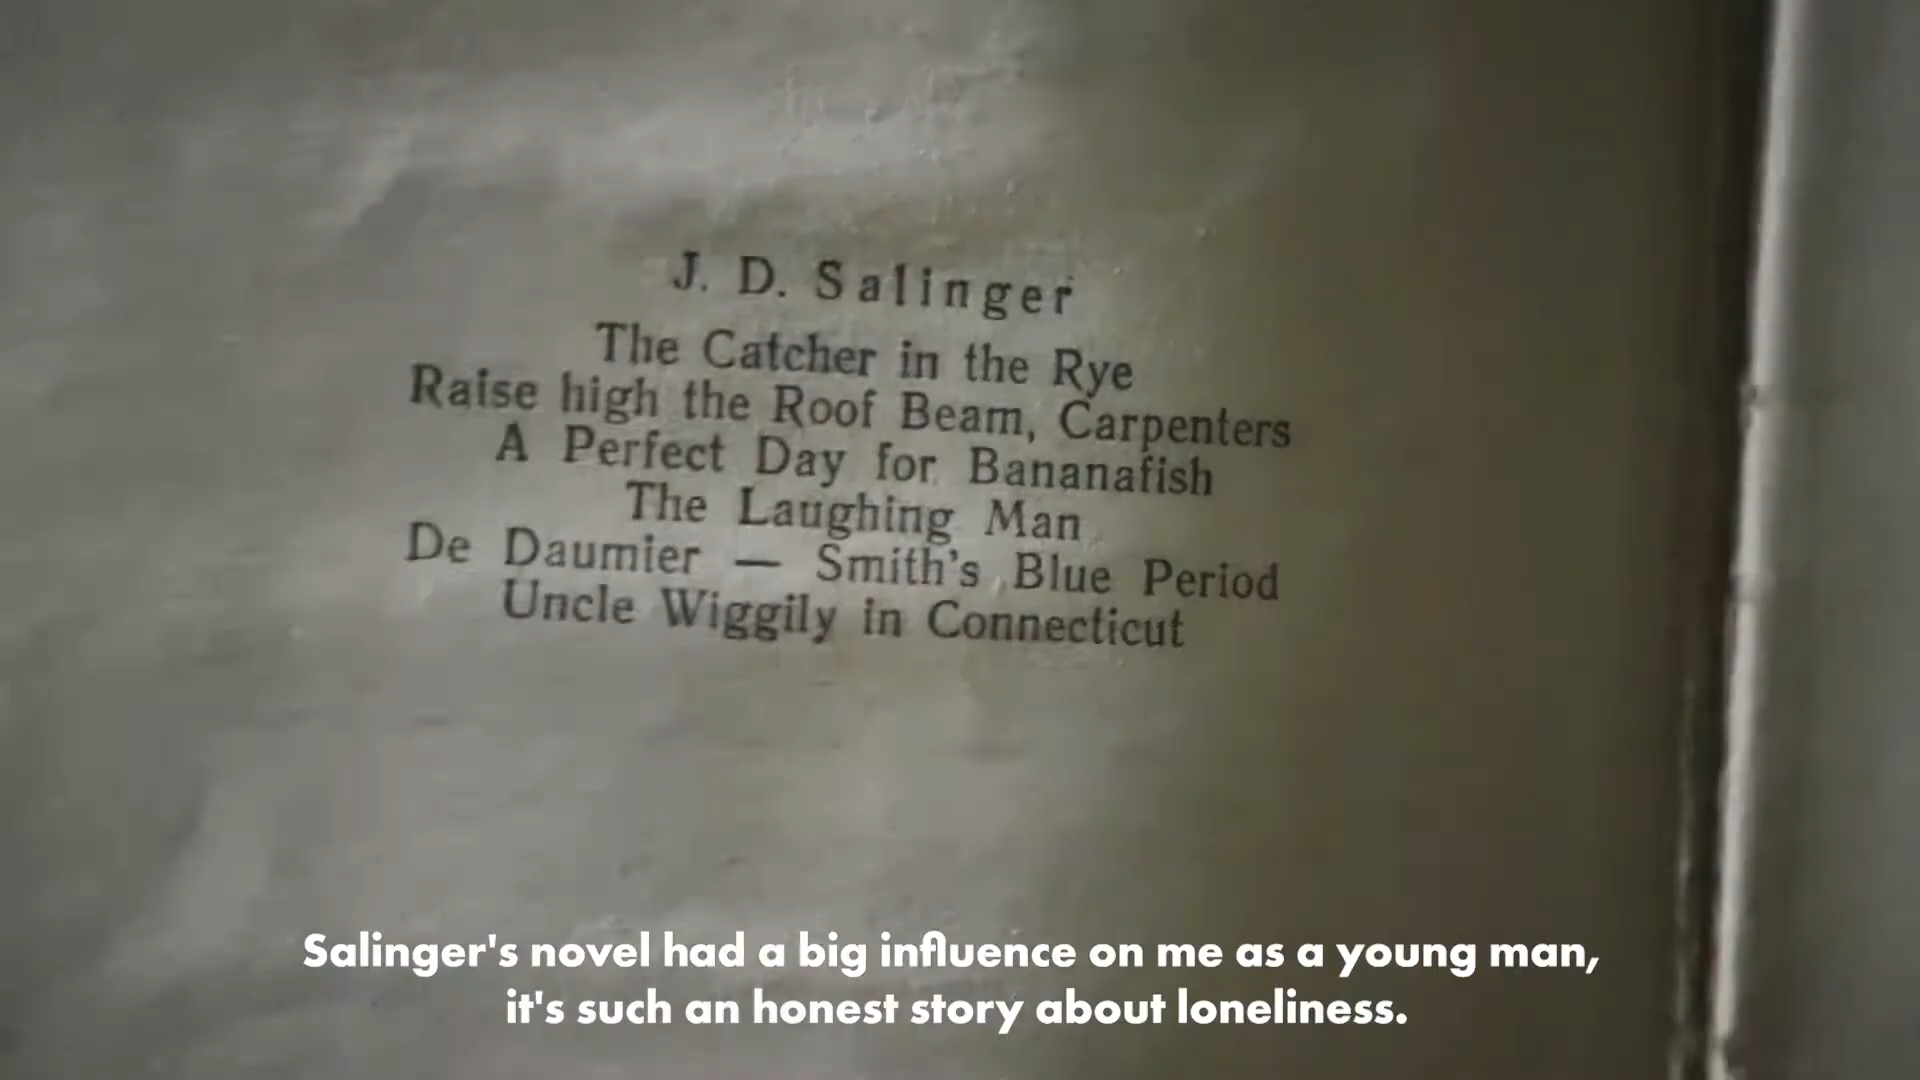 J. D. Salinger
The Catcher in the Rye
Raise high the Roof Beam, Carpenters
A Perfect Day for Bananafish
The Laughing Man
De Daumier — Smith's Blue Period
Uncle Wiggily in Connecticut
Salinger's novel had a big influence on me as a young man,
it's such an honest story about loneliness.